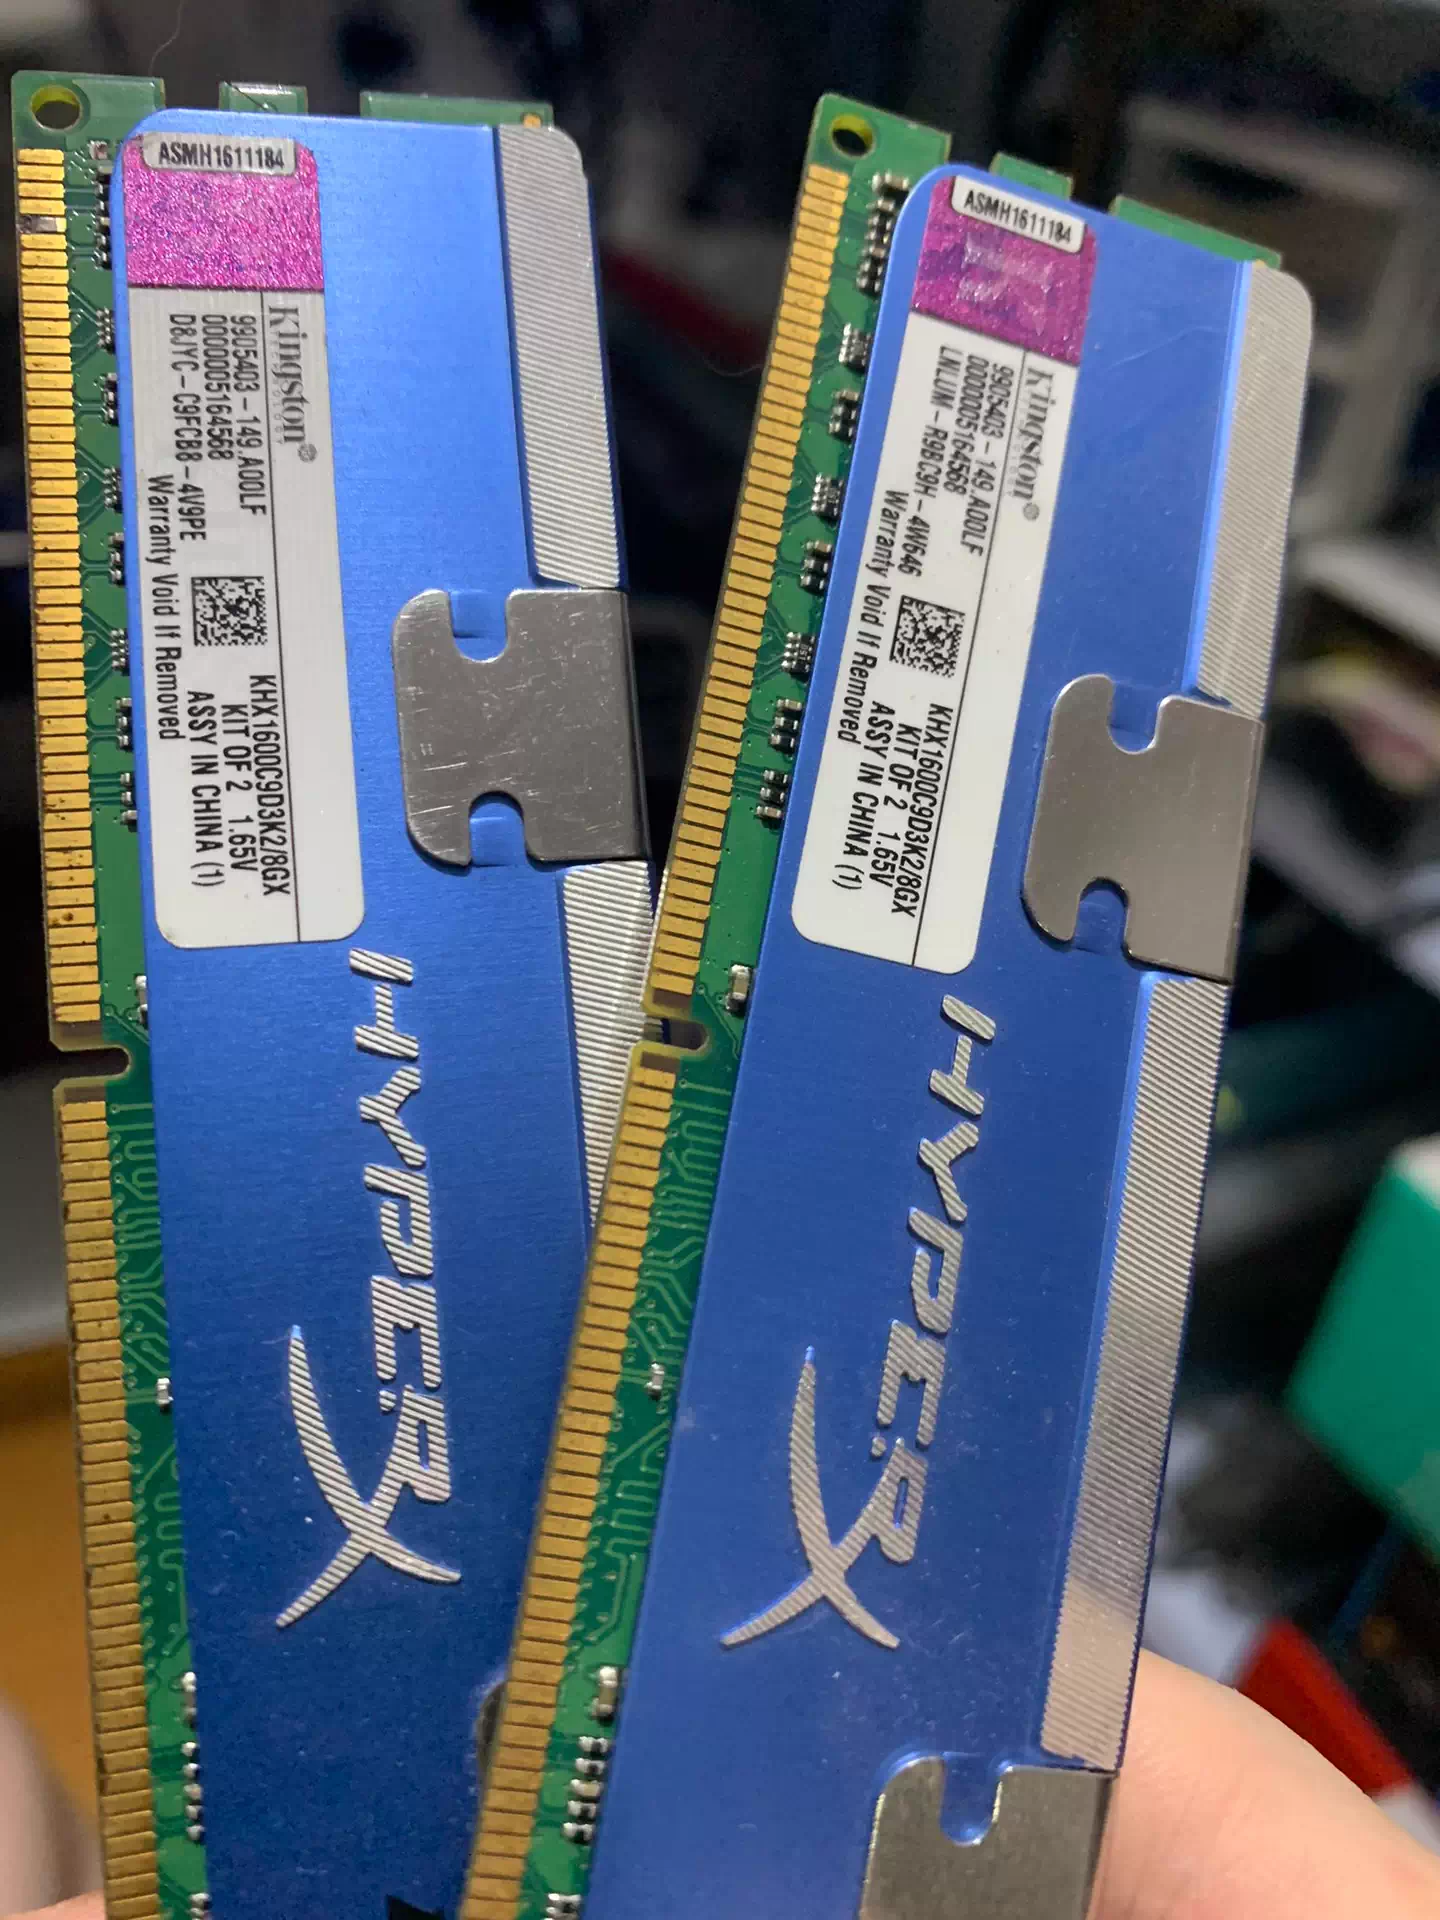 ASMH1611184
Kingston®
9905403-149.A00LF
0000005164568
D8JYC-C9FCB8-4V9PE
Warranty Void If Removed
KHX1600C9D3K2/8GX
KIT OF 2 1.65V
ASSY IN CHINA (1)
HYPERX
ASMH1611184
Kingston®
9905403-149.A00LF
0000005164568
LNJJM-R9BC9H-4W646
Warranty Void If Removed
KHX1600C9D3K2/8GX
KIT OF 2 1.65V
ASSY IN CHINA (1)
HYPERX